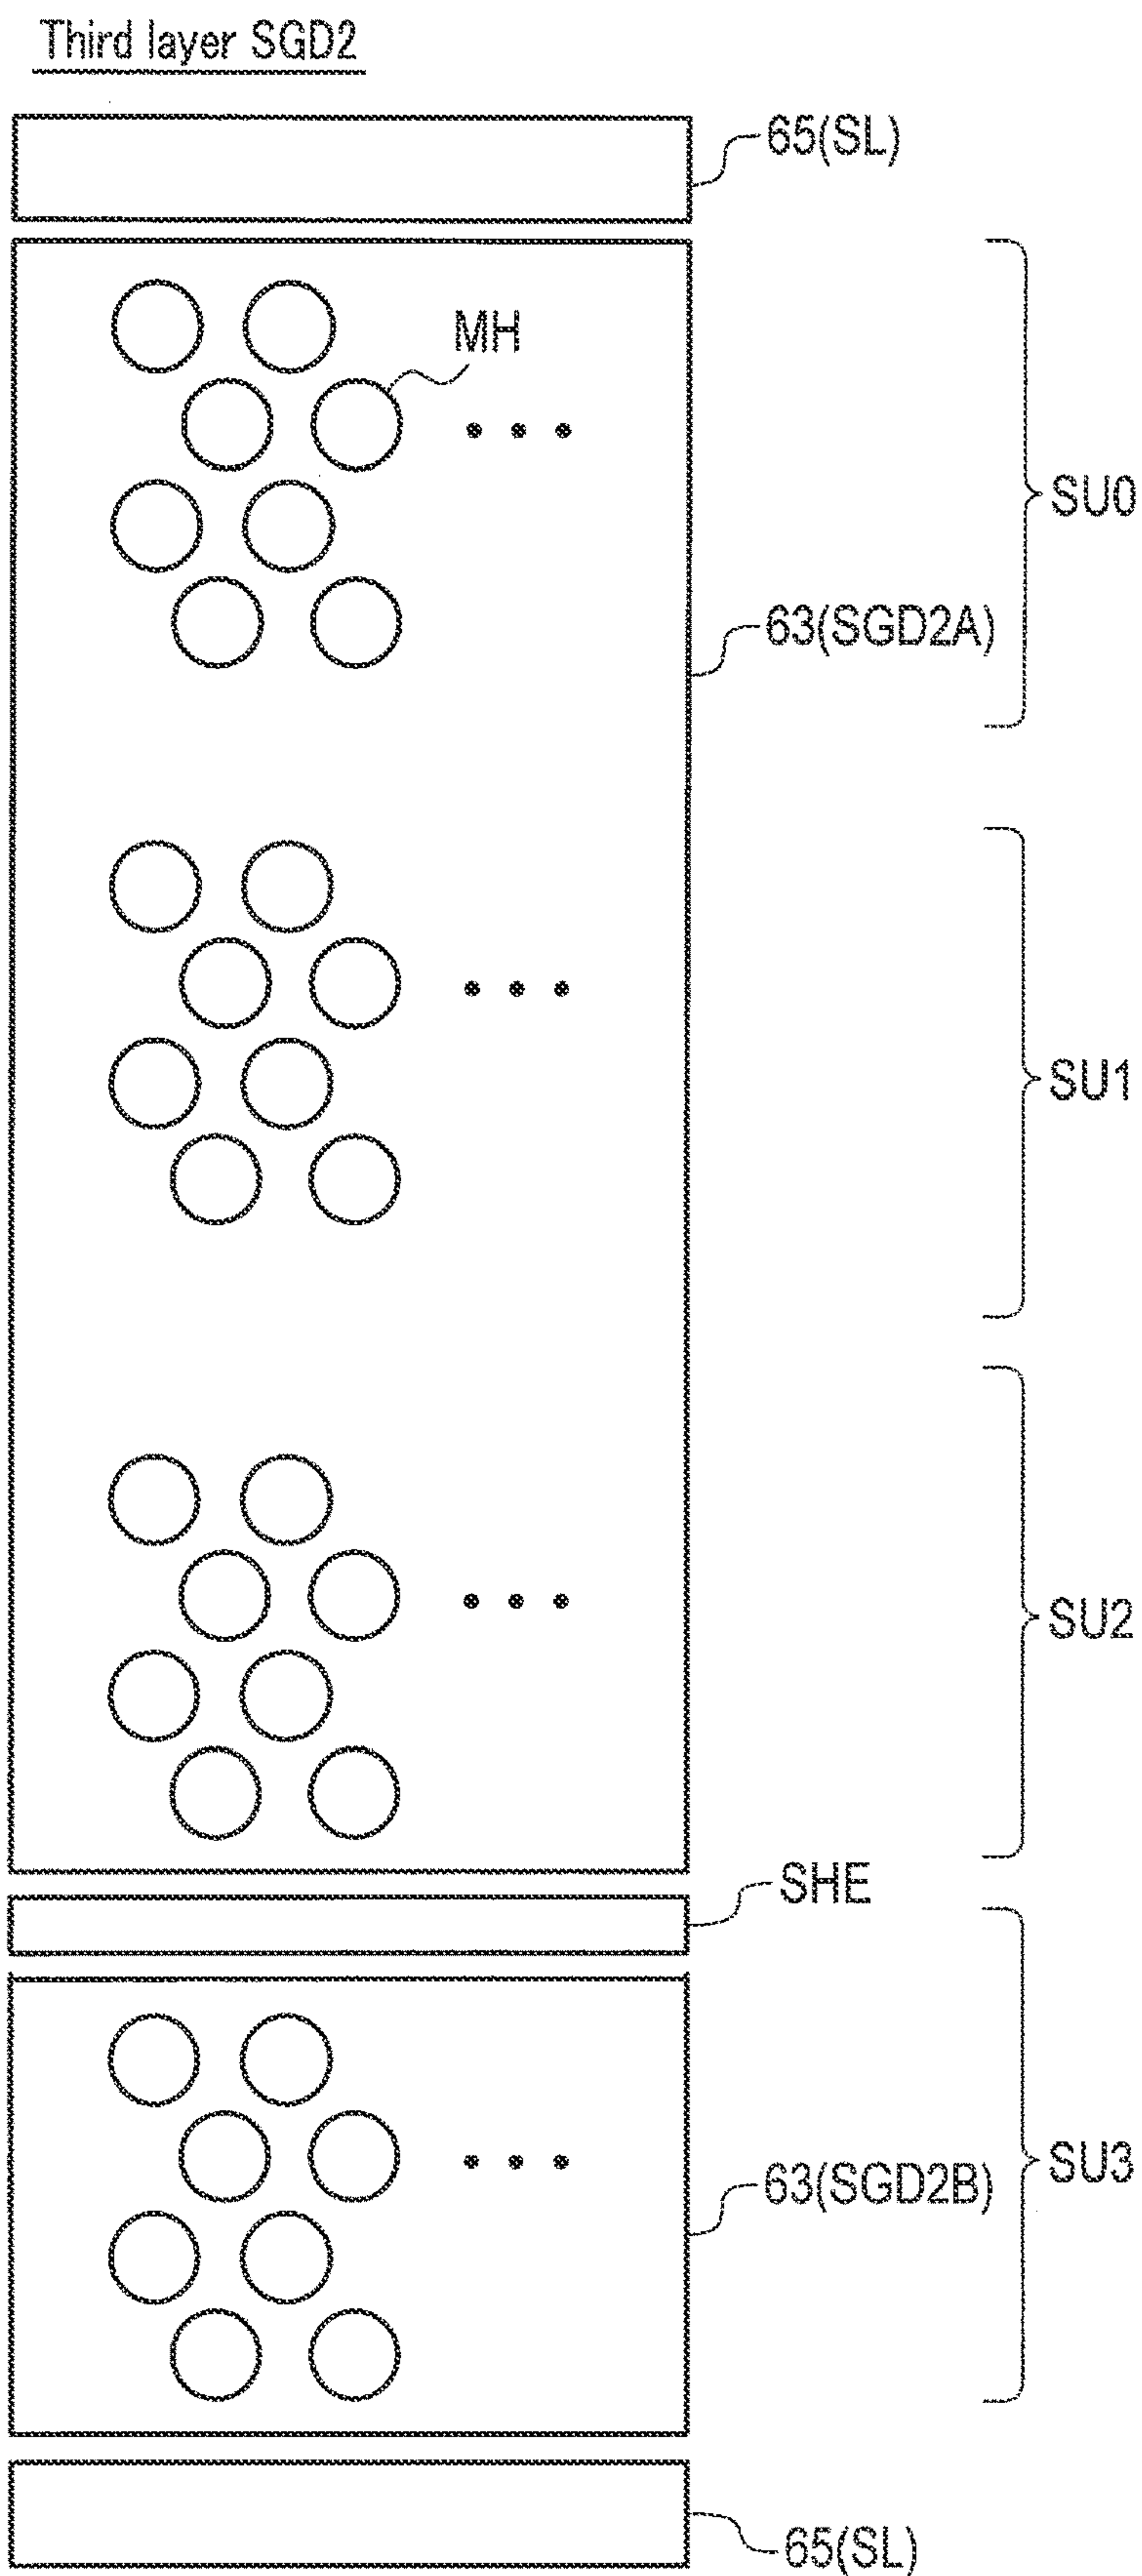 Third layer SGD2
65(SL)
MH
SU0
63(SGD2A)
SU1
SU2
SHE
SU3
63(SGD2B)
65(SL)